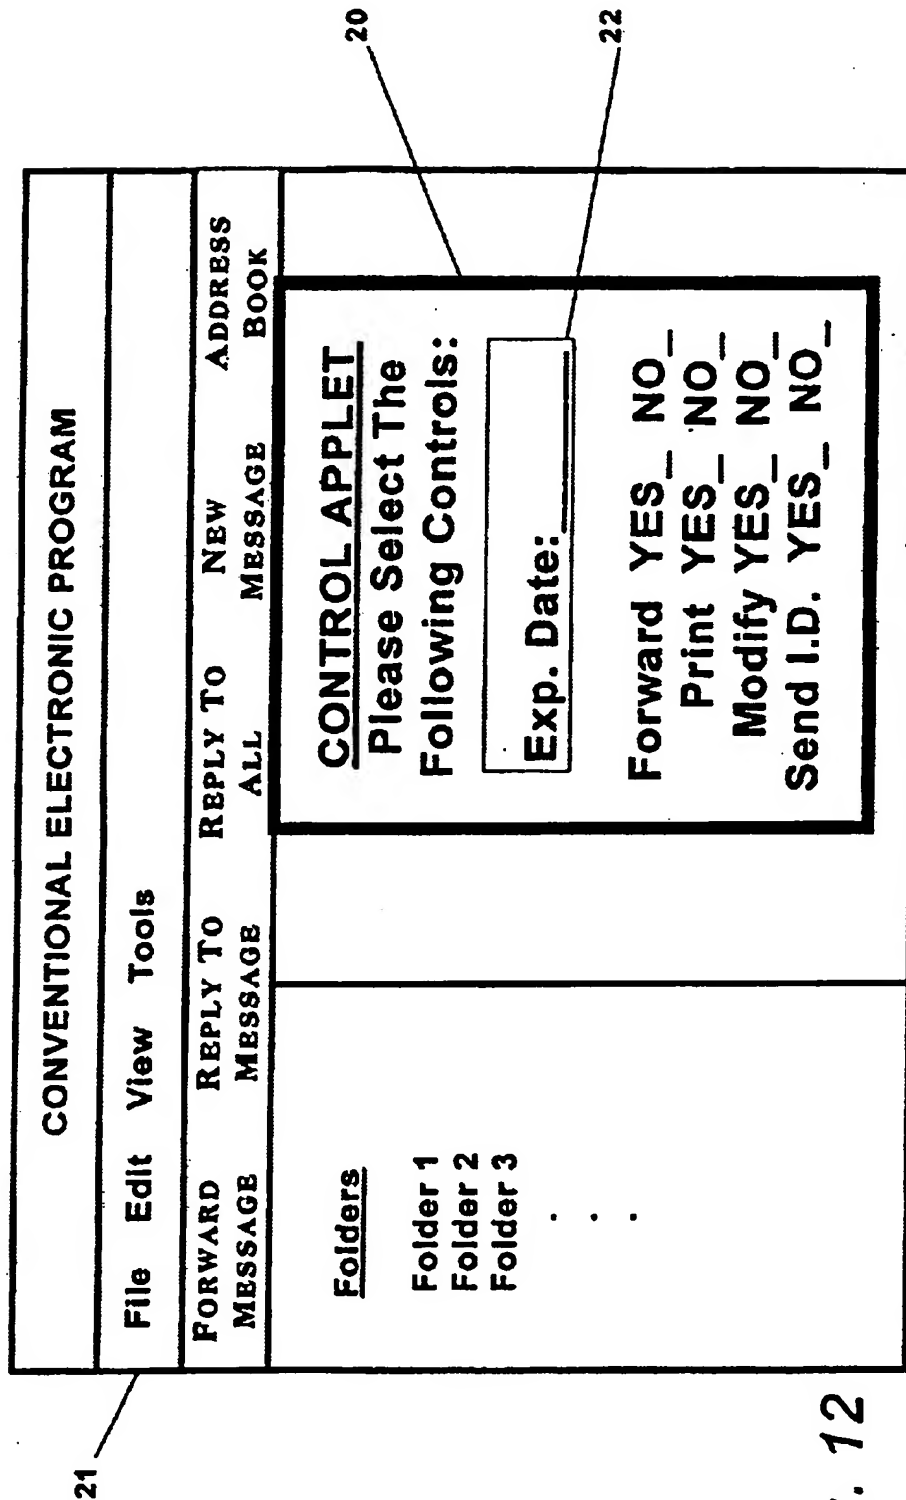 CONVENTIONAL ELECTRONIC PROGRAM
File Edit View Tools
FORWARD MESSAGE REPLY TO MESSAGE REPLY TO ALL NEW MESSAGE ADDRESS BOOK
Folders
Folder 1
Folder 2
Folder 3
. . .
CONTROL APPLET
Please Select The
Following Controls:
Exp. Date: ______
Forward YES_ NO_
Print YES_ NO_
Modify YES_ NO_
Send I.D. YES_ NO_
20
22
21
. 12